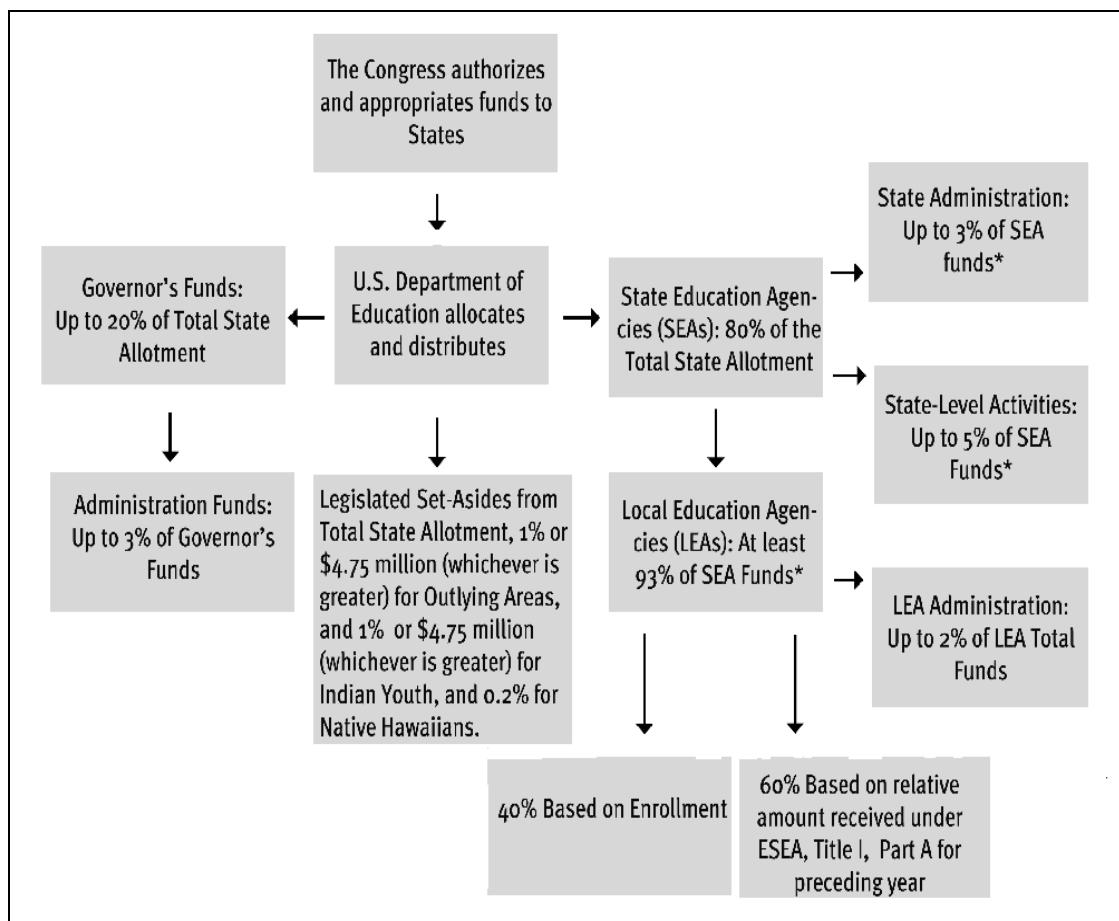 The Congress authorizes
and appropriates funds to
States
State Administration:
Up to 3% of SEA
funds*
Governor's Funds:
Up to 20% of Total State
Allotment
U.S. Department of
Education allocates
and distributes
State Education Agen-
cies (SEAs): 80% of the
Total State Allotment
State-Level Activities:
Up to 5% of SEA
Funds*
Administration Funds:
Up to 3% of Governor's
Funds
Legislated Set-Asides from
Total State Allotment, 1% or
$4.75 million (whichever is
greater) for Outlying Areas,
and 1% or $4.75 million
(whichever is greater) for
Indian Youth, and 0.2% for
Native Hawaiians.
Local Education Agen-
cies (LEAs): At least
93% of SEA Funds*
LEA Administration:
Up to 2% of LEA Total
Funds
40% Based on Enrollment
60% Based on relative
amount received under
ESEA, Title I, Part A for
preceding year